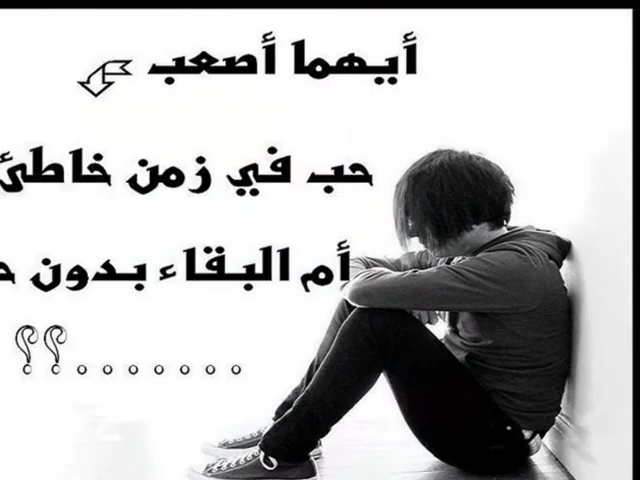 أيهما أصعب
حب في زمن خاطئ
أم البقاء بدون
........؟؟